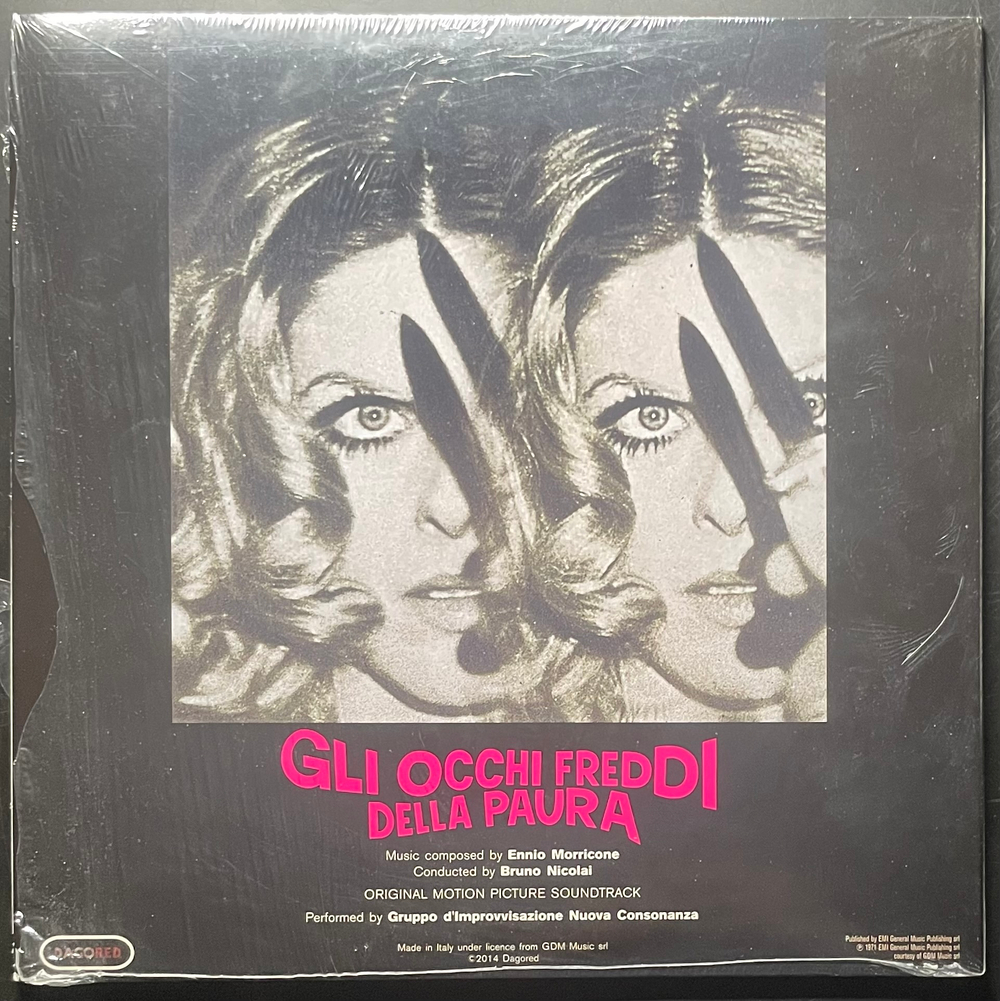 GLI OCCHI FREDDI
DELLA PAURA
Music composed by Ennio Morricone
Conducted by Bruno Nicolai
ORIGINAL MOTION PICTURE SOUNDTRACK
Performed by Gruppo d'Improvvisazione Nuova Consonanza
Made in Italy under licence from GDM Music srl
©2014 Dagored
DAGORED
Published by EMI General Music Publishing srl
℗ 1971 EMI General Music Publishing srl
courtesy of GDM Music srl